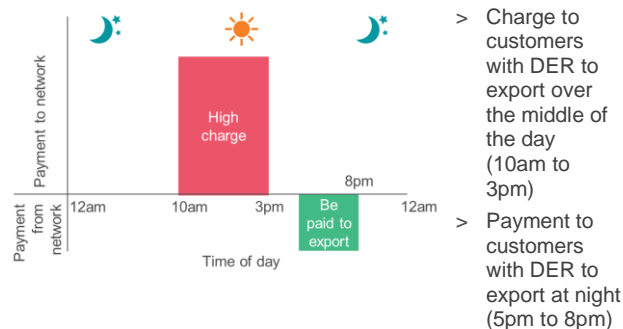 Payment to network
High
charge
8pm
12am
10am
3pm
Be
paid to
export
12am
Payment
from
network
Time of day
> Charge to
customers
with DER to
export over
the middle of
the day
(10am to
3pm)
> Payment to
customers
with DER to
export at night
(5pm to 8pm)